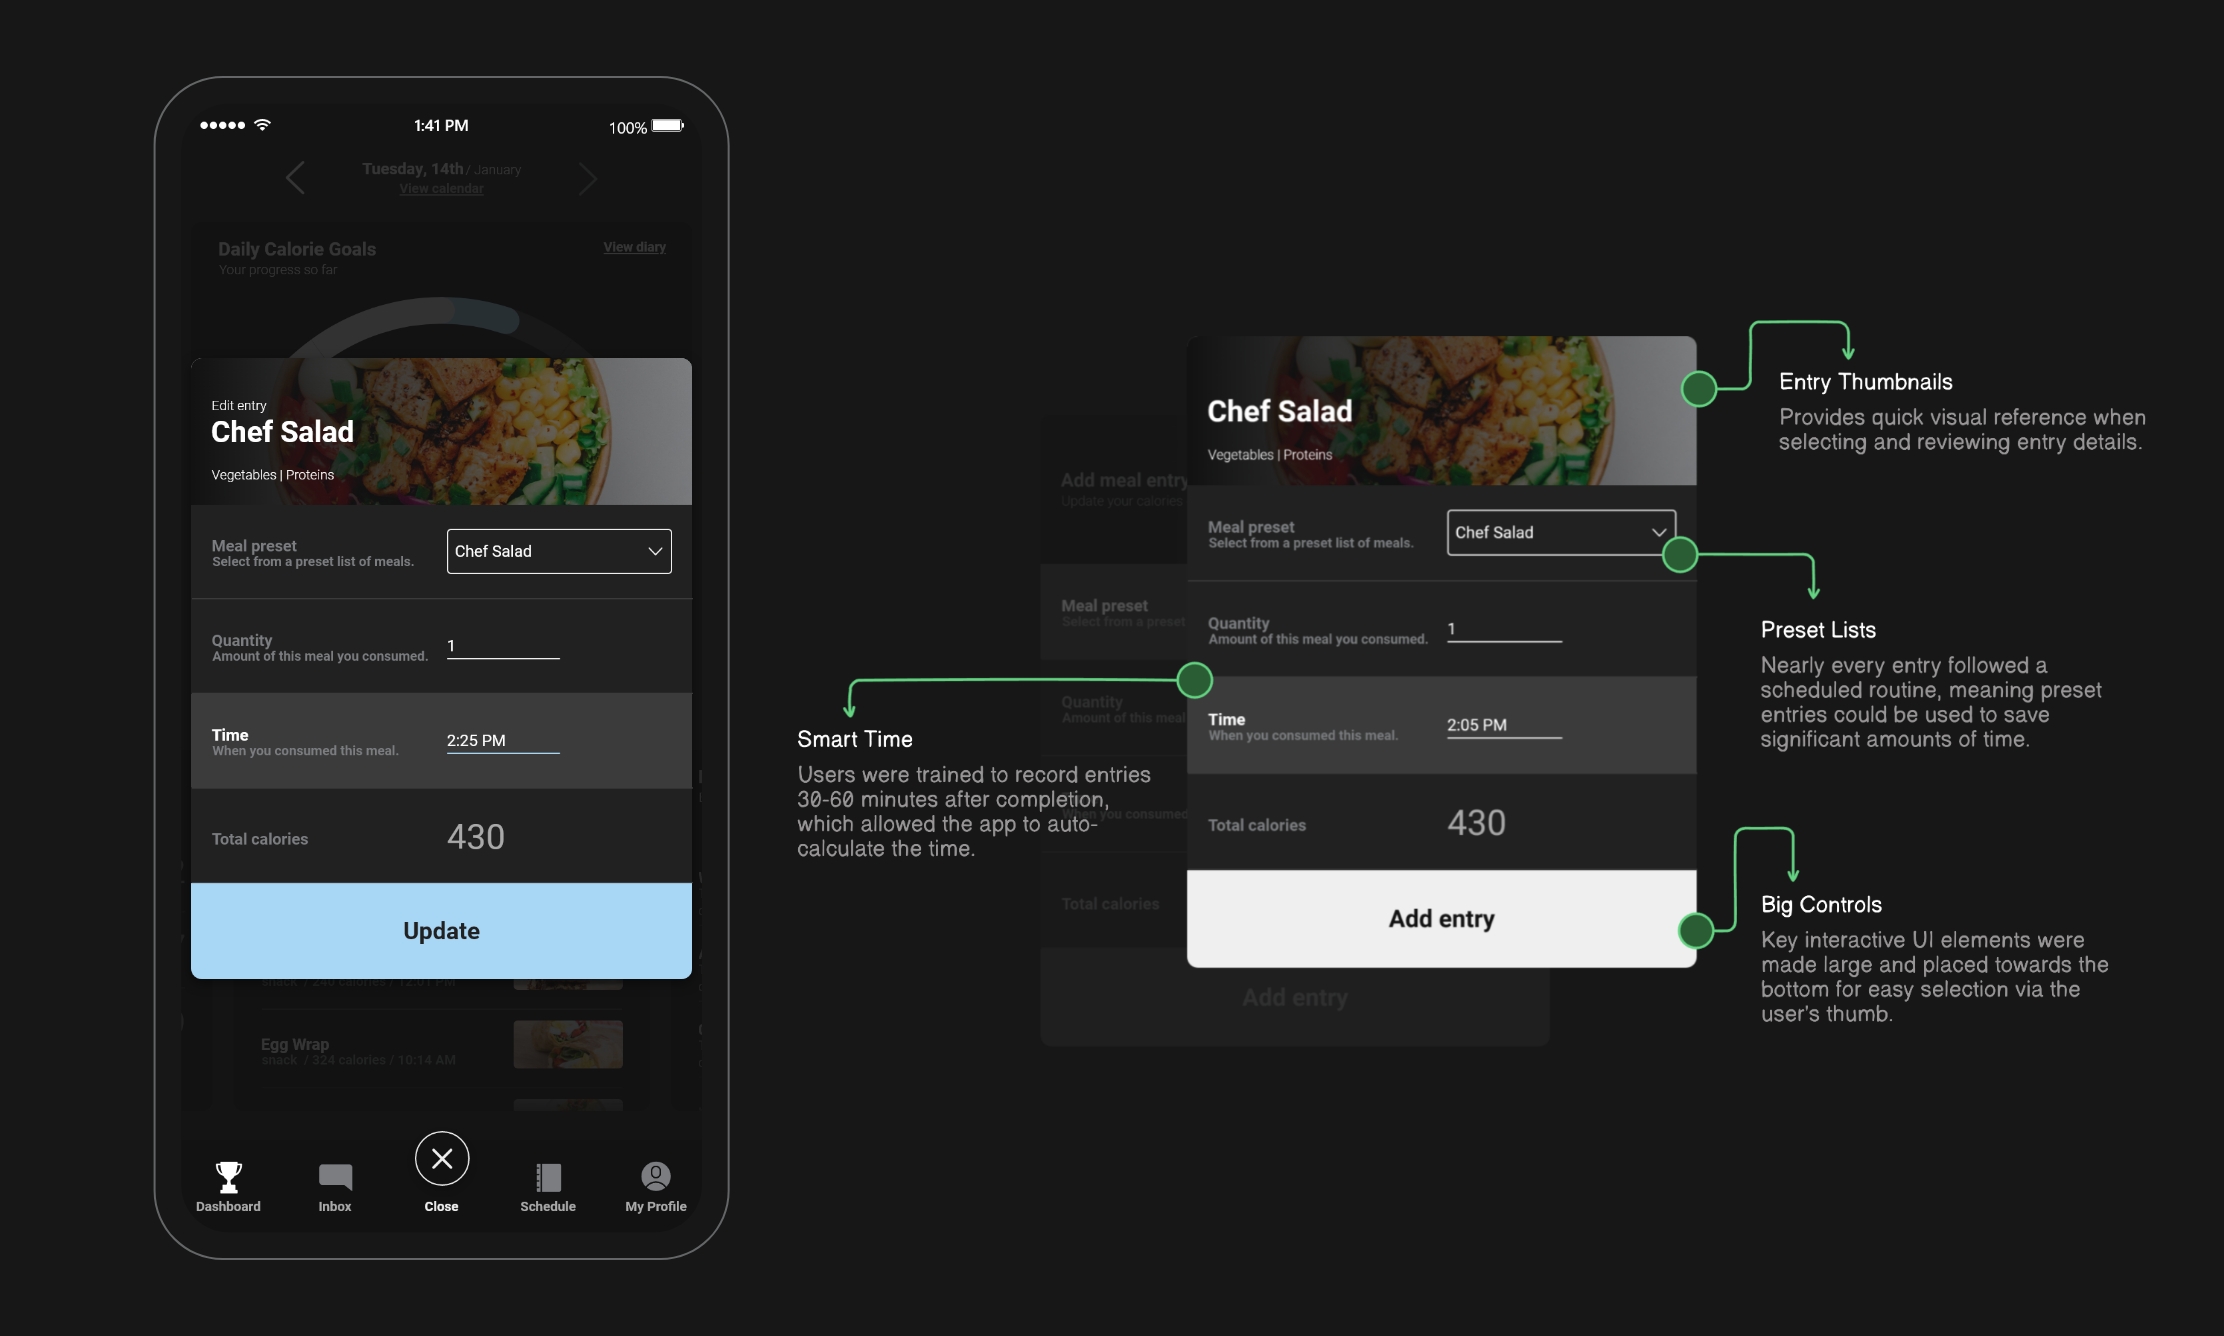 1:41 PM
100%
Tuesday, 14th / January
View calendar
Daily Calorie Goals
View diary
Your progress so far
Edit entry
Chef Salad
Vegetables | Proteins
Meal preset
Select from a preset list of meals.
Chef Salad
Quantity
Amount of this meal you consumed.
1
Time
When you consumed this meal.
2:25 PM
Total calories
430
Update
snack / 240 calories / 12:01 PM
Egg Wrap
snack / 324 calories / 10:14 AM
Dashboard
Inbox
Close
Schedule
My Profile
Smart Time
Users were trained to record entries
30-60 minutes after completion,
which allowed the app to auto-
calculate the time.
Add meal entry
Update your calories
Meal preset
Select from a preset
Quantity
Amount of this meal
When you consumed
Total calories
Add entry
Chef Salad
Vegetables | Proteins
Meal preset
Select from a preset list of meals.
Chef Salad
Quantity
Amount of this meal you consumed.
1
Time
When you consumed this meal.
2:05 PM
Total calories
430
Add entry
Entry Thumbnails
Provides quick visual reference when
selecting and reviewing entry details.
Preset Lists
Nearly every entry followed a
scheduled routine, meaning preset
entries could be used to save
significant amounts of time.
Big Controls
Key interactive UI elements were
made large and placed towards the
bottom for easy selection via the
user's thumb.